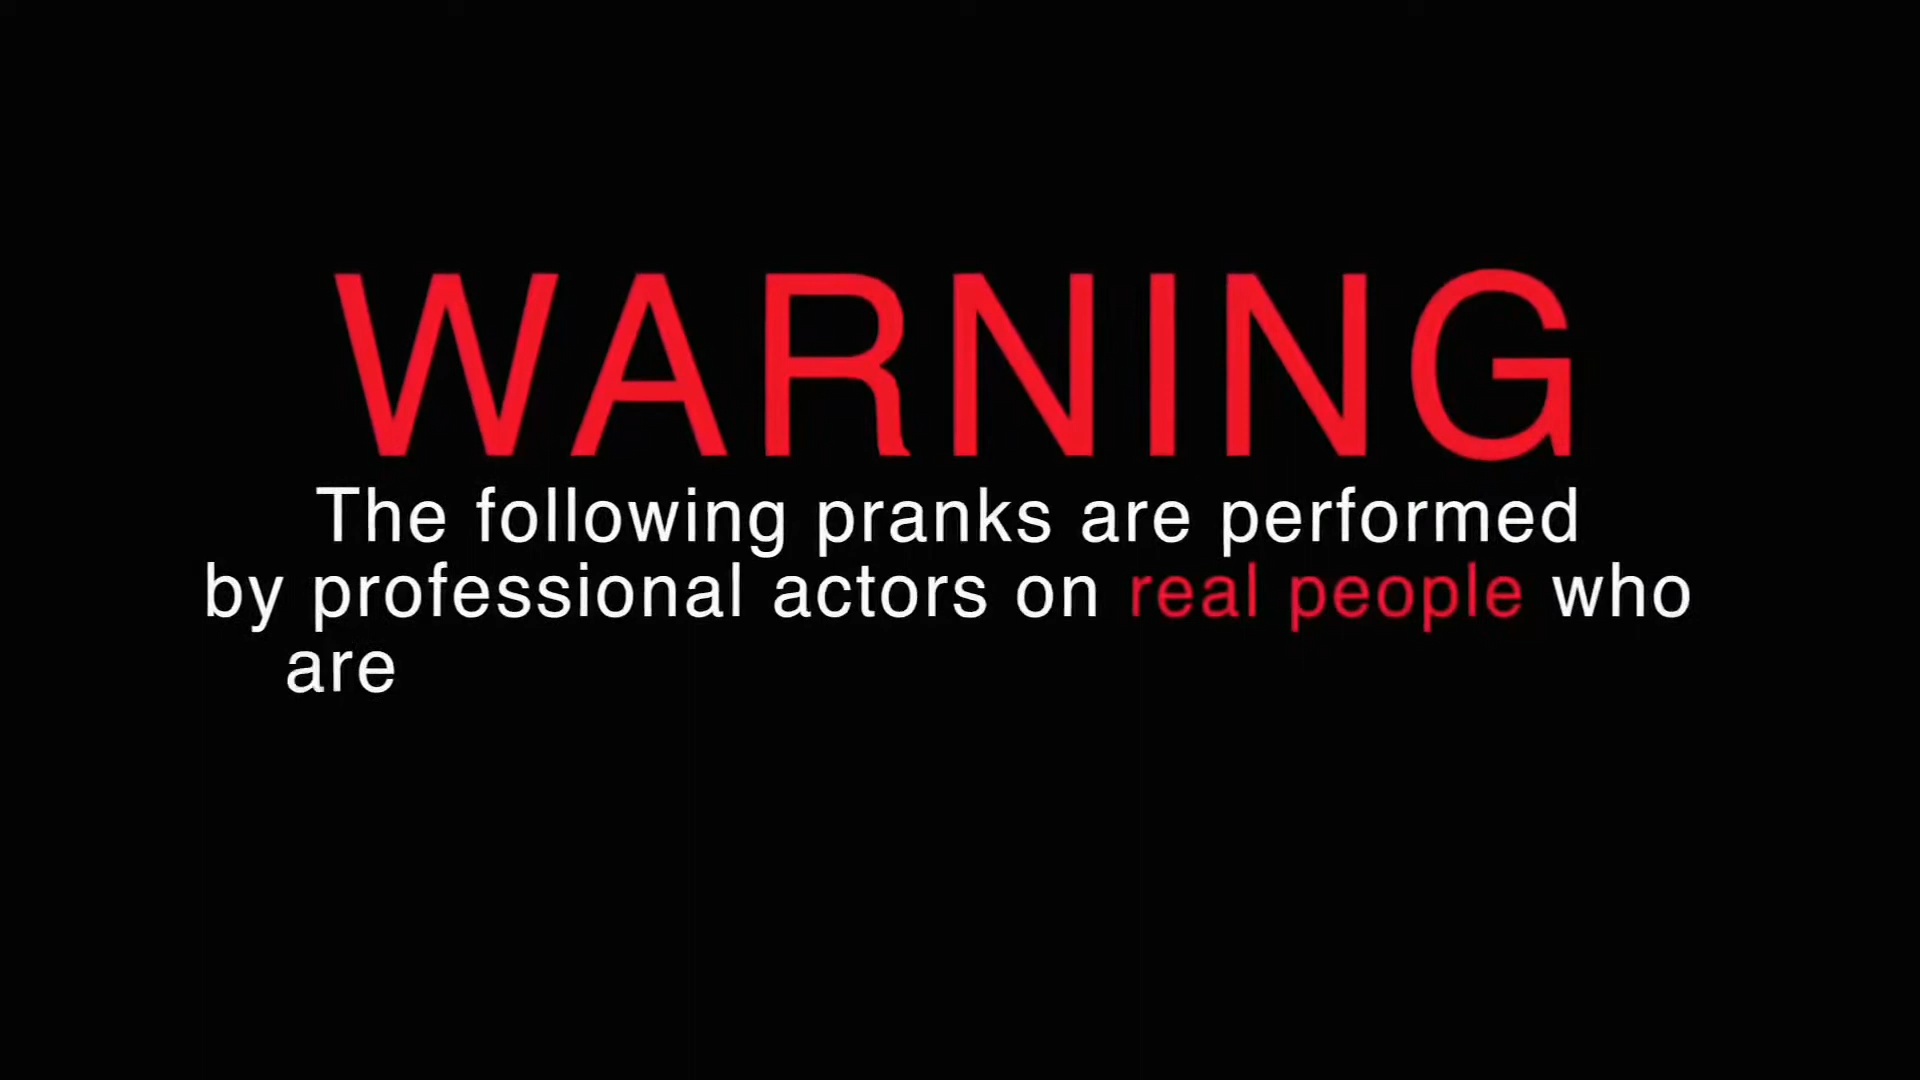 WARNING
The following pranks are performed
by professional actors on real people who
are